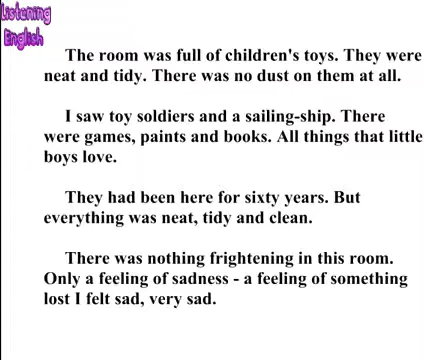 Listening
English
The room was full of children's toys. They were
neat and tidy. There was no dust on them at all.
I saw toy soldiers and a sailing-ship. There
were games, paints and books. All things that little
boys love.
They had been here for sixty years. But
everything was neat, tidy and clean.
There was nothing frightening in this room.
Only a feeling of sadness - a feeling of something
lost I felt sad, very sad.